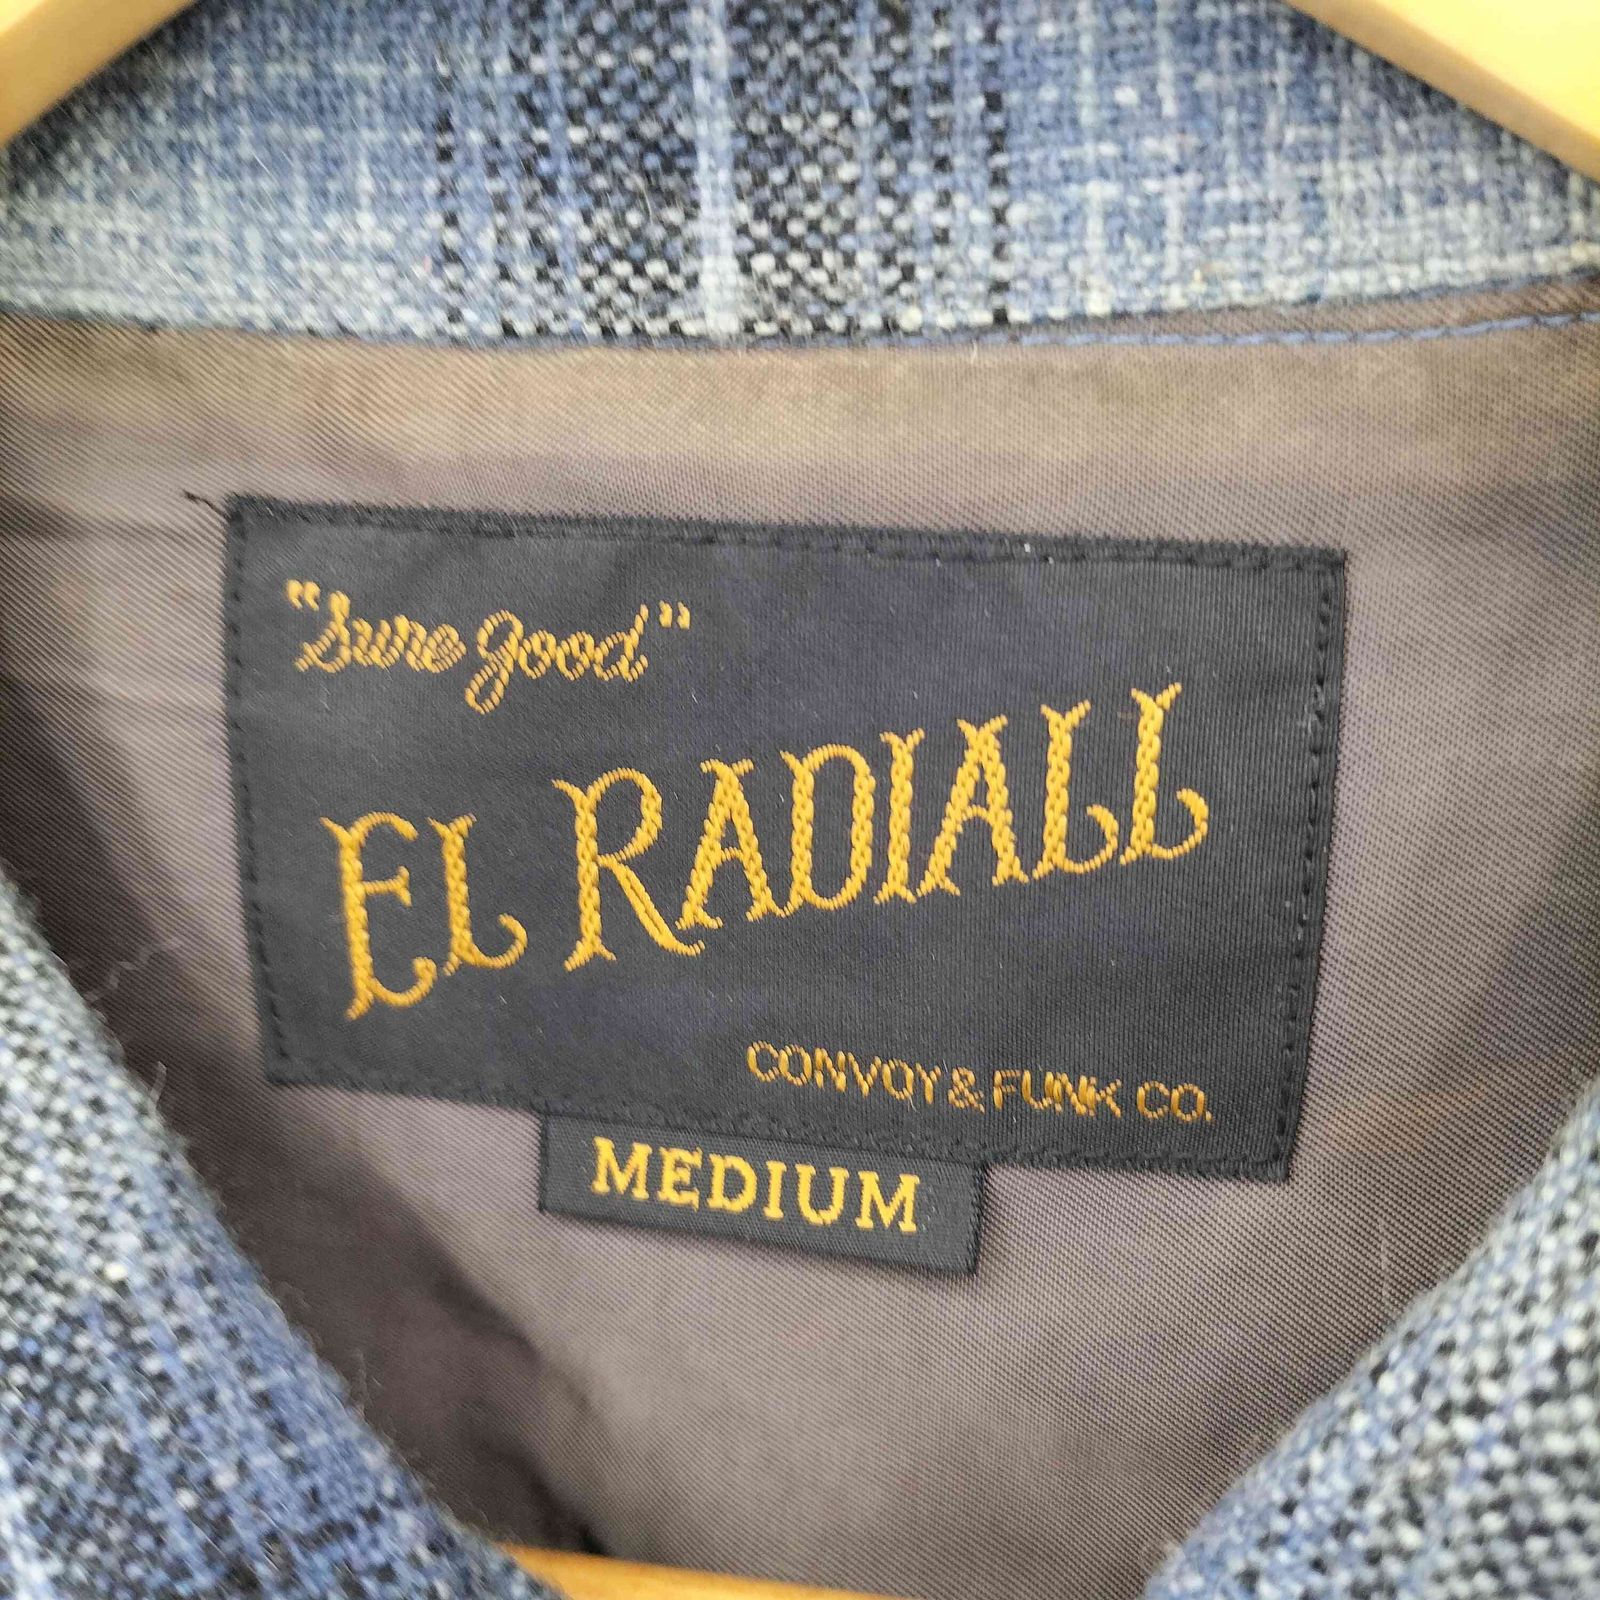 "Sure good"
EL RADIALL
CONVOY & FUNK CO.
MEDIUM